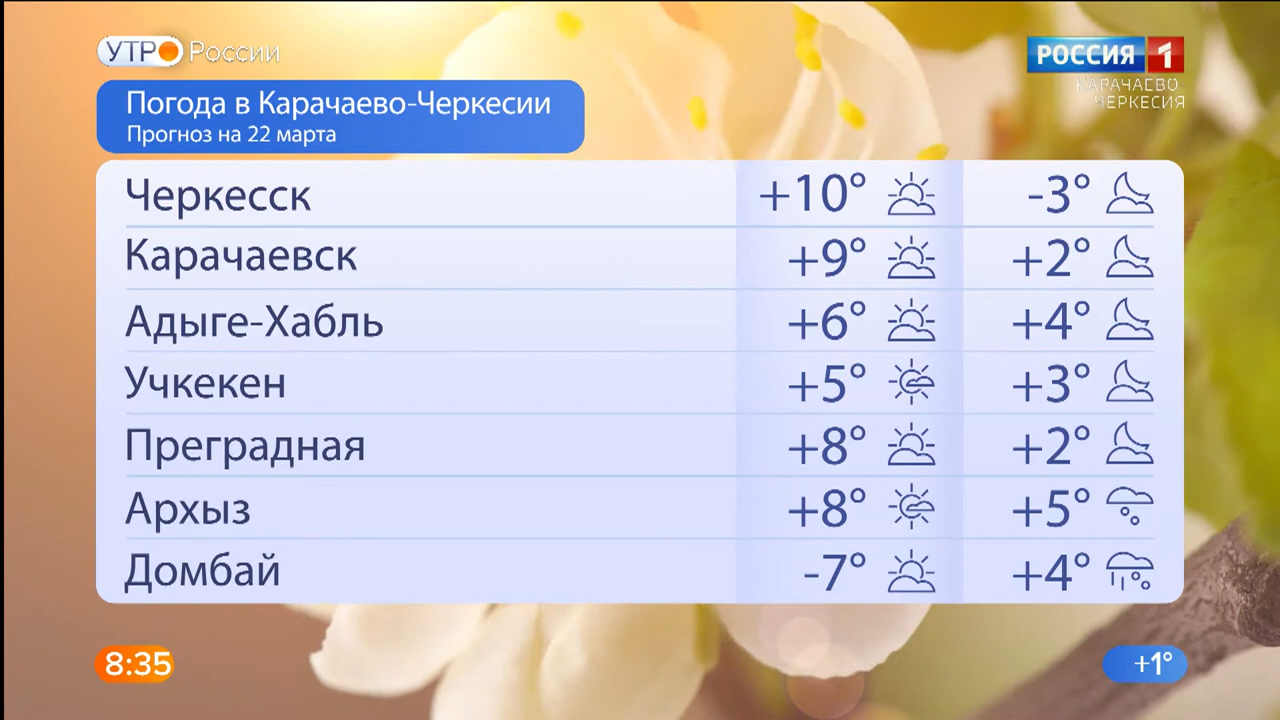 УТРО России
РОССИЯ 1
КАРАЧАЕВО-
ЧЕРКЕСИЯ
Погода в Карачаево-Черкесии
Прогноз на 22 марта
Черкесск +10° -3°
Карачаевск +9° +2°
Адыге-Хабль +6° +4°
Учкекен +5° +3°
Преградная +8° +2°
Архыз +8° +5°
Домбай -7° +4°
8:35 +1°